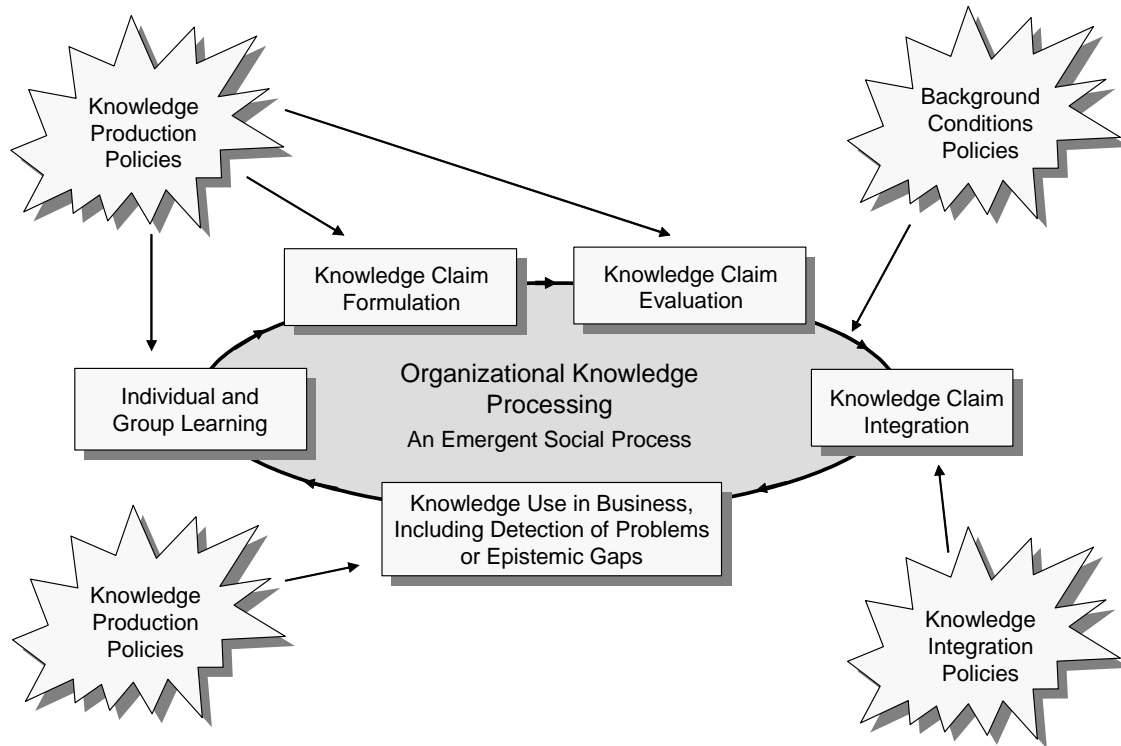 Knowledge
Production
Policies
Background
Conditions
Policies
Knowledge Claim
Formulation
Knowledge Claim
Evaluation
Individual and
Group Learning
Organizational Knowledge
Processing
An Emergent Social Process
Knowledge Claim
Integration
Knowledge Use in Business,
Including Detection of Problems
or Epistemic Gaps
Knowledge
Production
Policies
Knowledge
Integration
Policies